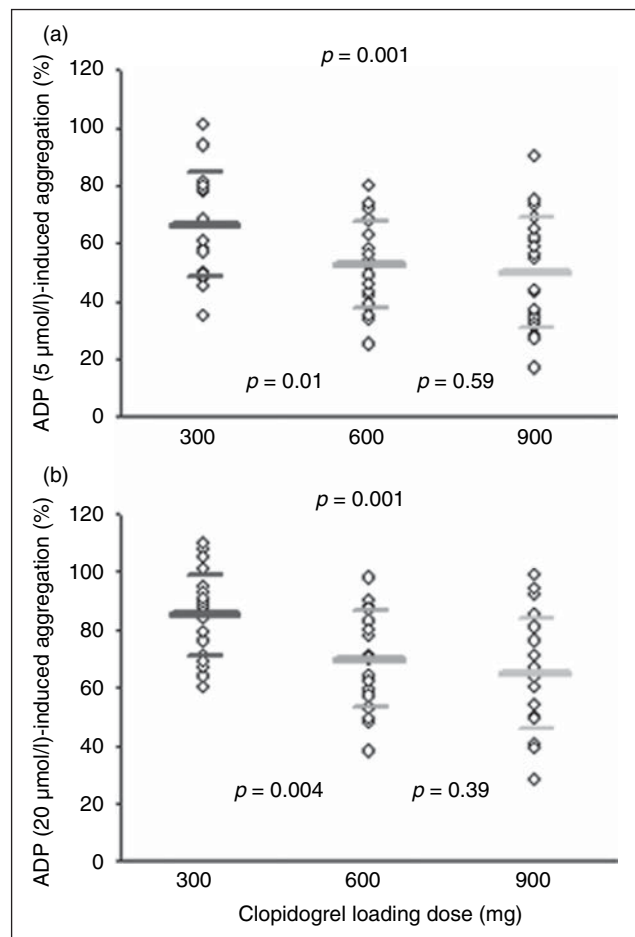 (a)
p = 0.001
ADP (5 μmol/l)-induced aggregation (%)
120
100
80
60
40
20
0
p = 0.01 p = 0.59
300 600 900
(b)
p = 0.001
ADP (20 μmol/l)-induced aggregation (%)
120
100
80
60
40
20
0
p = 0.004 p = 0.39
300 600 900
Clopidogrel loading dose (mg)